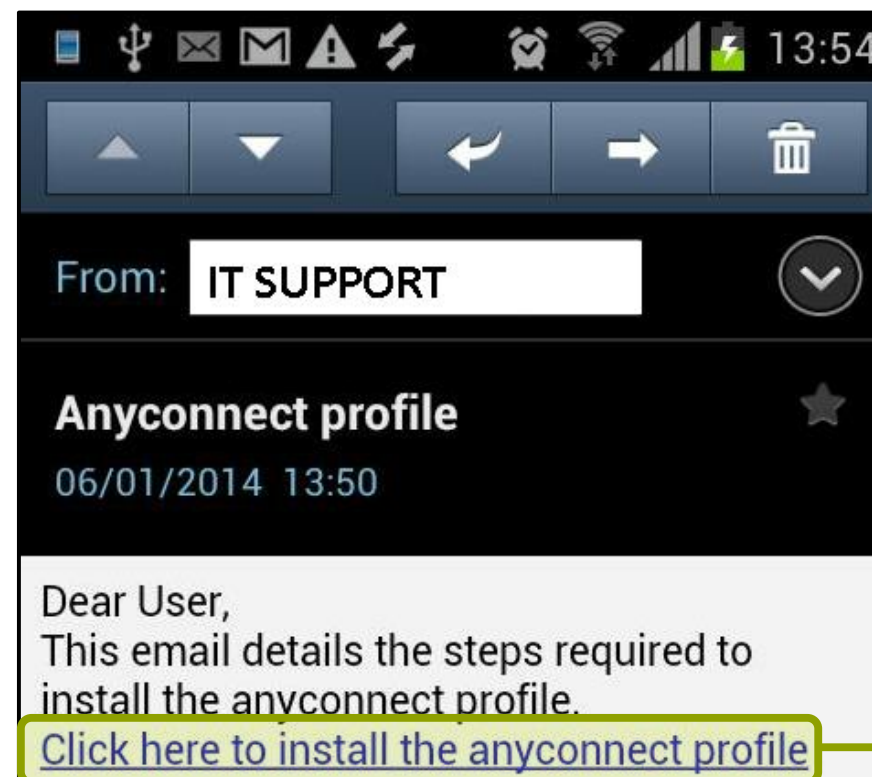 13:54
From: IT SUPPORT
Anyconnect profile
06/01/2014 13:50
Dear User,
This email details the steps required to
install the anyconnect profile.
Click here to install the anyconnect profile